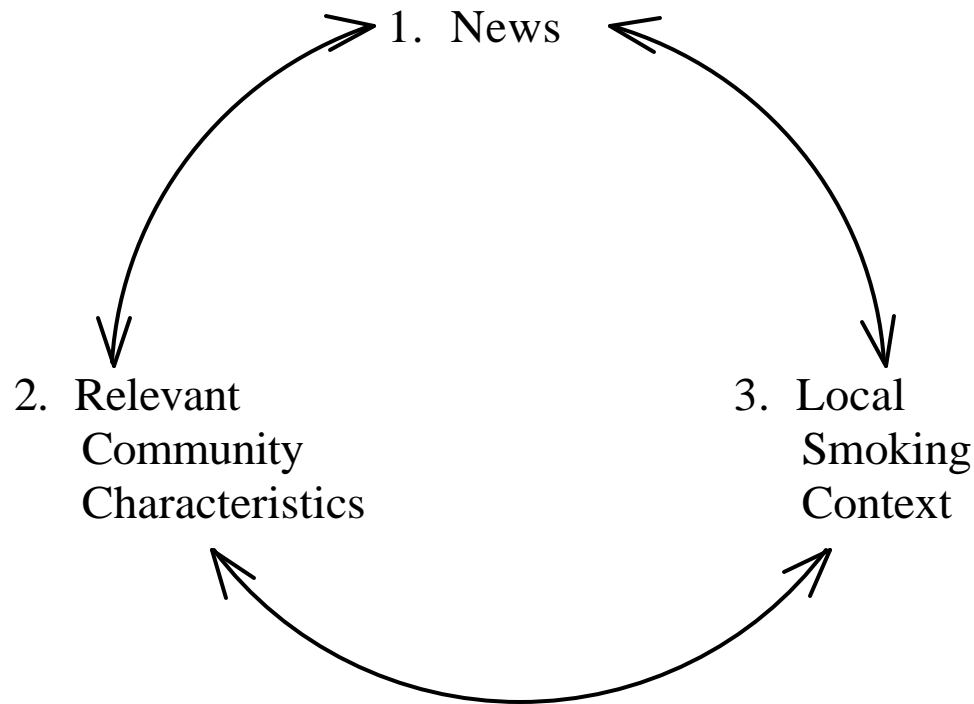 1. News
2. Relevant
Community
Characteristics
3. Local
Smoking
Context